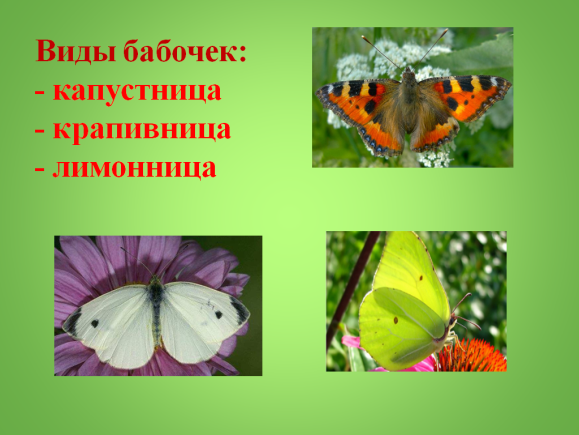 Виды бабочек:
- капустница
- крапивница
- лимонница